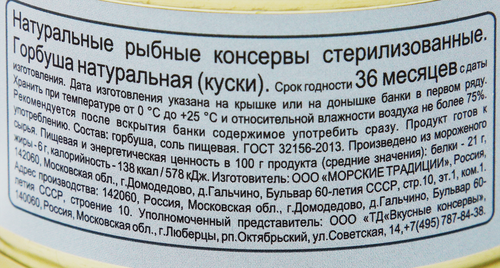 Натуральные рыбные консервы стерилизованные.
Горбуша натуральная (куски). Срок годности 36 месяцев с даты
изготовления. Дата изготовления указана на крышке или на донышке банки в первом ряду.
Хранить при температуре от 0 °С до +25 °С и относительной влажности воздуха не более 75%.
Рекомендуется после вскрытия банки содержимое употребить сразу. Продукт готов к
употреблению. Состав: горбуша, соль пищевая. ГОСТ 32156-2013. Произведено из мороженого
сырья. Пищевая и энергетическая ценность в 100 г продукта (средние значения): белки - 21 г,
жиры - 6 г, калорийность - 138 ккал / 578 кДж. Изготовитель: ООО «МОРСКИЕ ТРАДИЦИИ», Россия,
142060, Московская обл., г.Домодедово, д.Гальчино, Бульвар 60-летия СССР, стр.10, эт.1, ком.1.
Адрес производства: 142060, Россия, Московская обл., г.Домодедово, д.Гальчино, Бульвар 60-
летия СССР, строение 10. Уполномоченный представитель: ООО «ТД«Вкусные консервы»,
140060, Россия, Московская обл., г.Люберцы, рп.Октябрьский, ул.Советская, 14,+7(495) 787-84-38.